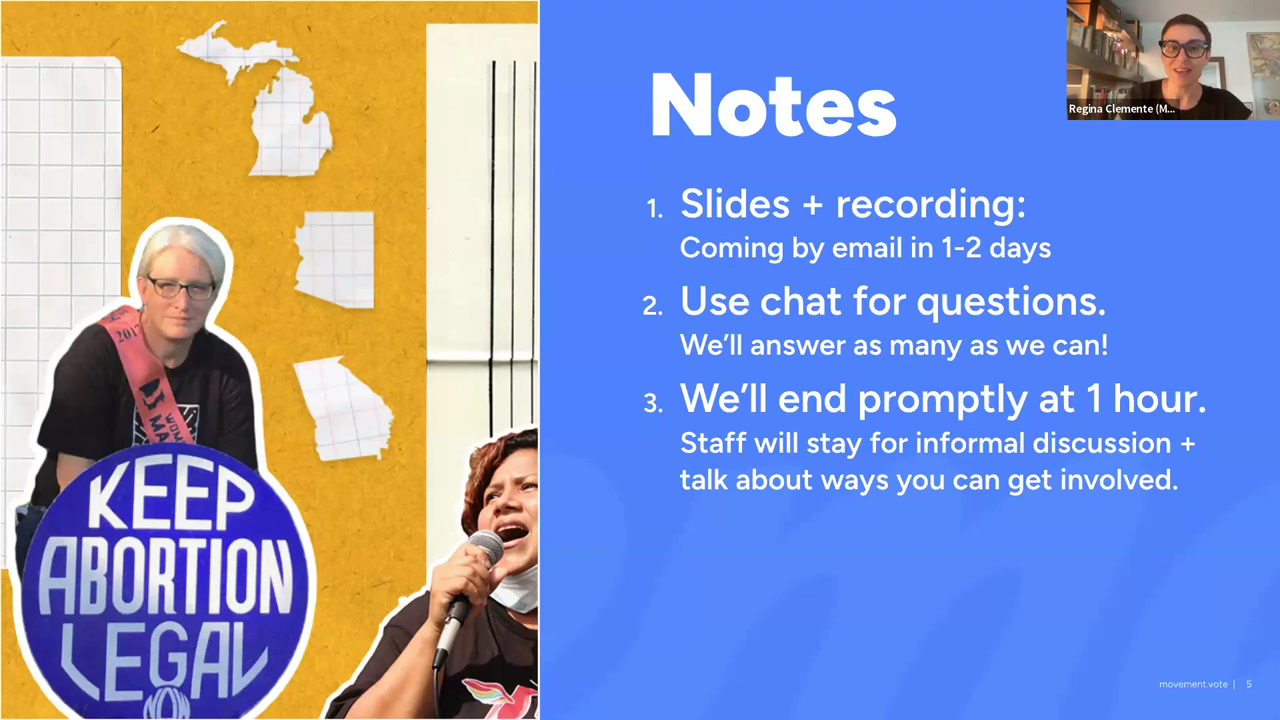 Notes
1. Slides + recording:
Coming by email in 1-2 days
2. Use chat for questions.
We'll answer as many as we can!
3. We'll end promptly at 1 hour.
Staff will stay for informal discussion +
talk about ways you can get involved.
Regina Clemente (M...
2017
KEEP
ABORTION
LEGAL
NOW
movement.vote | 5